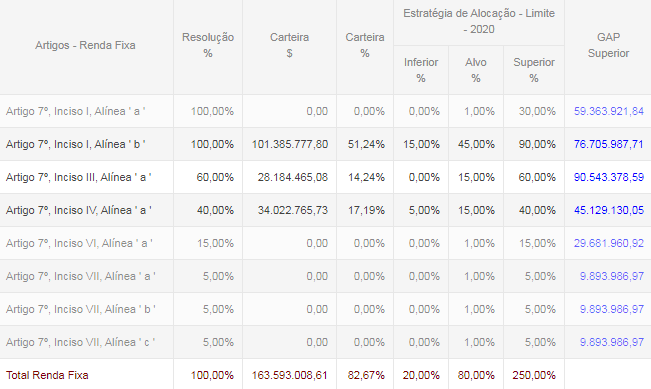 Artigos - Renda Fixa Resolução % Carteira $ Carteira % Estratégia de Alocação - Limite - 2020 GAP Superior
Inferior % Alvo % Superior %
Artigo 7º, Inciso I, Alínea ' a ' 100,00% 0,00 0,00% 0,00% 1,00% 30,00% 59.363.921,84
Artigo 7º, Inciso I, Alínea ' b ' 100,00% 101.385.777,80 51,24% 15,00% 45,00% 90,00% 76.705.987,71
Artigo 7º, Inciso III, Alínea ' a ' 60,00% 28.184.465,08 14,24% 0,00% 15,00% 60,00% 90.543.378,59
Artigo 7º, Inciso IV, Alínea ' a ' 40,00% 34.022.765,73 17,19% 5,00% 15,00% 40,00% 45.129.130,05
Artigo 7º, Inciso VI, Alínea ' a ' 15,00% 0,00 0,00% 0,00% 1,00% 15,00% 29.681.960,92
Artigo 7º, Inciso VII, Alínea ' a ' 5,00% 0,00 0,00% 0,00% 1,00% 5,00% 9.893.986,97
Artigo 7º, Inciso VII, Alínea ' b ' 5,00% 0,00 0,00% 0,00% 1,00% 5,00% 9.893.986,97
Artigo 7º, Inciso VII, Alínea ' c ' 5,00% 0,00 0,00% 0,00% 1,00% 5,00% 9.893.986,97
Total Renda Fixa 100,00% 163.593.008,61 82,67% 20,00% 80,00% 250,00%